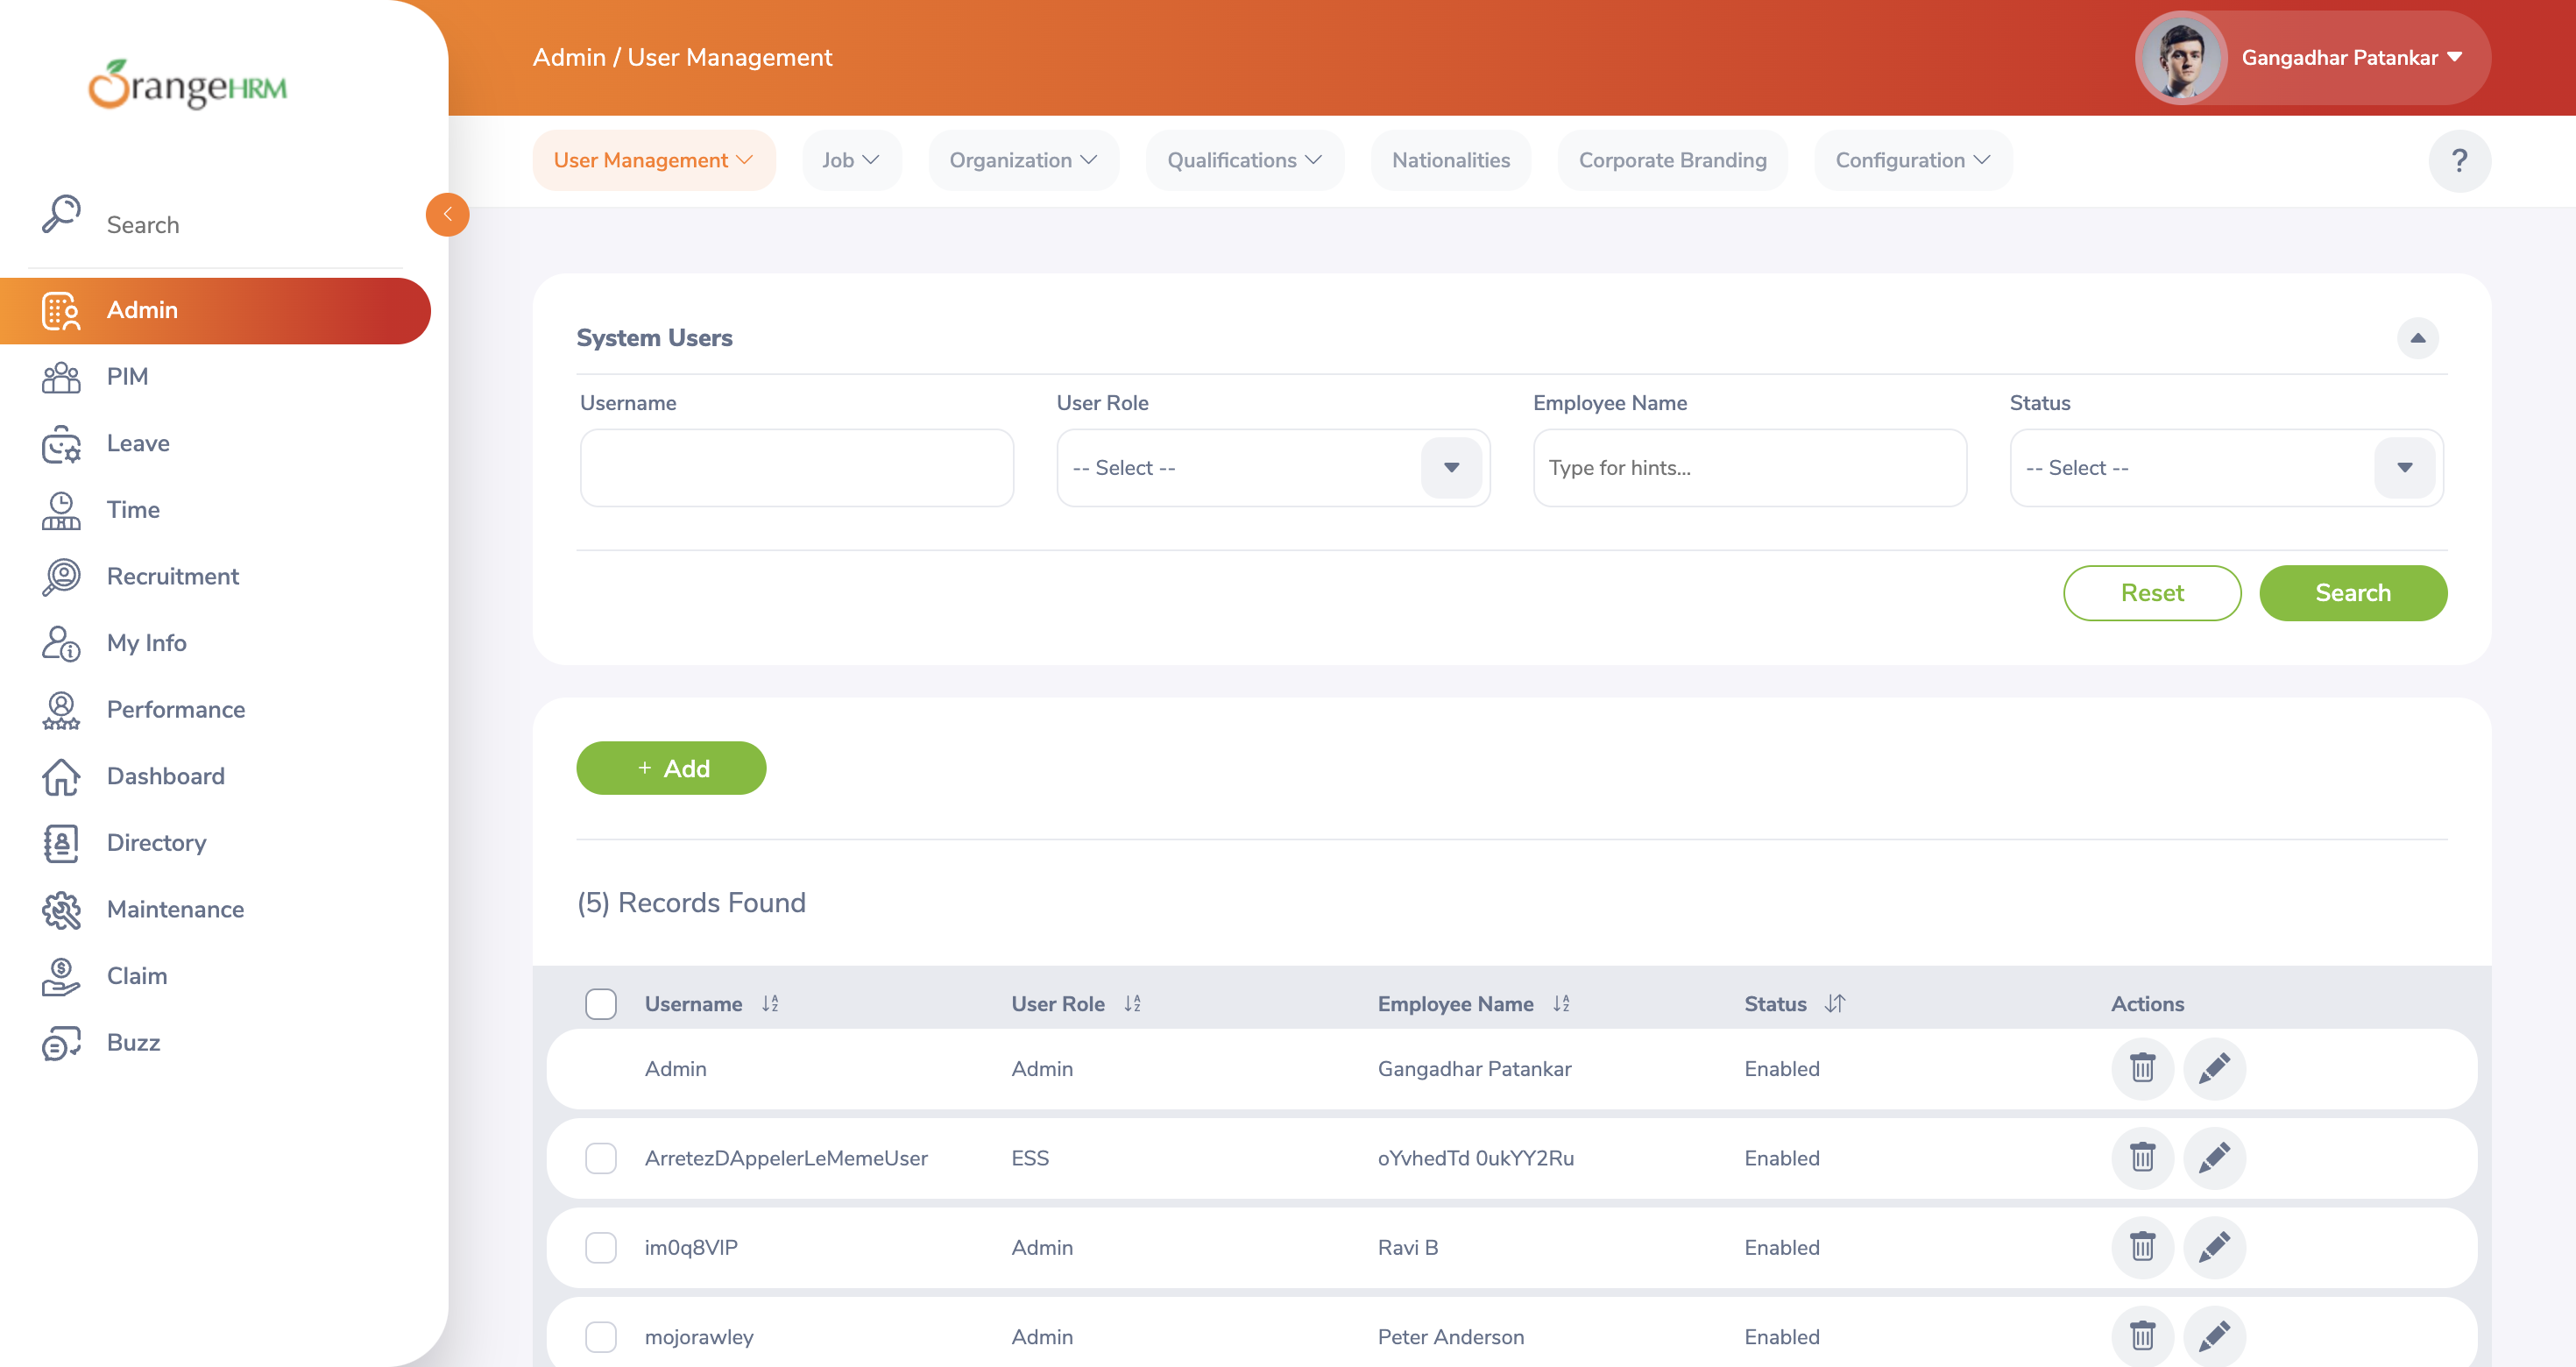 OrangeHRM
Admin / User Management
Gangadhar Patankar
User Management
Job
Organization
Qualifications
Nationalities
Corporate Branding
Configuration
?
Search
Admin
PIM
Leave
Time
Recruitment
My Info
Performance
Dashboard
Directory
Maintenance
Claim
Buzz
System Users
Username
User Role
Employee Name
Status
-- Select --
Type for hints...
-- Select --
Reset
Search
+ Add
(5) Records Found
Username
User Role
Employee Name
Status
Actions
Admin Admin Gangadhar Patankar Enabled
ArretezDAppelerLeMemeUser ESS oYvhedTd 0ukYY2Ru Enabled
im0q8VIP Admin Ravi B Enabled
mojorawley Admin Peter Anderson Enabled